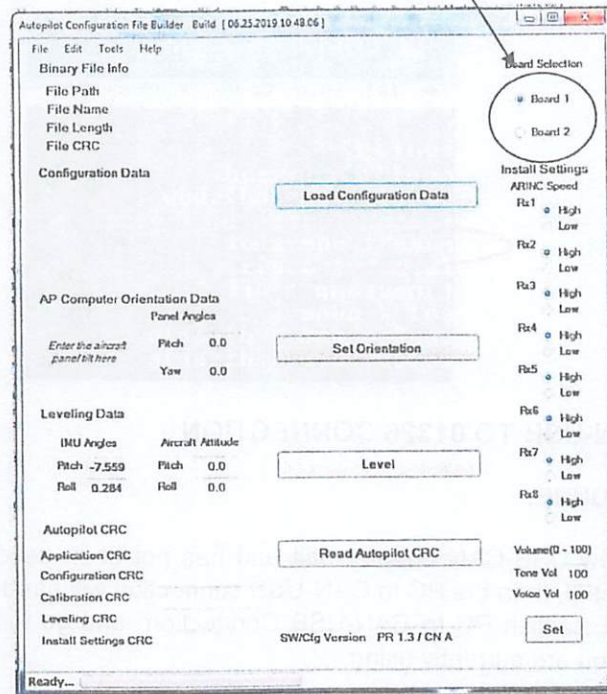 Autopilot Configuration File Builder Build [ 06.25.2019 10:48:06 ]
File Edit Tools Help
Binary File Info
File Path
File Name
File Length
File CRC
Board Selection
Board 1
Board 2
Configuration Data
Load Configuration Data
Install Settings
ARINC Speed
Rx1 High
Low
Rx2 High
Low
Rx3 High
Low
Rx4 High
Low
Rx5 High
Low
Rx6 High
Low
Rx7 High
Low
Rx8 High
Low
AP Computer Orientation Data
Panel Angles
Enter the aircraft
panel tilt here
Pitch 0.0
Yaw 0.0
Set Orientation
Leveling Data
IMU Angles Aircraft Attitude
Pitch -7.559 Pitch 0.0
Roll 0.284 Roll 0.0
Level
Autopilot CRC
Application CRC
Configuration CRC
Calibration CRC
Leveling CRC
Install Settings CRC
Read Autopilot CRC
SW/Cfg Version PR 1.3 / CN A
Volume(0 - 100)
Tone Vol 100
Voice Vol 100
Set
Ready...